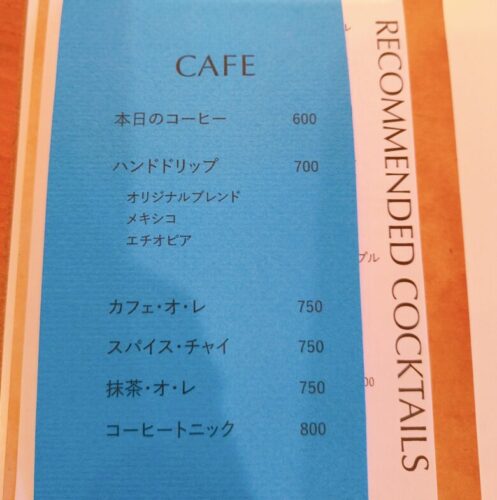 CAFE
本日のコーヒー 600
ハンドドリップ 700
オリジナルブレンド
メキシコ
エチオピア
カフェ・オ・レ 750
スパイス・チャイ 750
抹茶・オ・レ 750
コーヒートニック 800
RECOMMENDED COCKTAILS
ブル
00